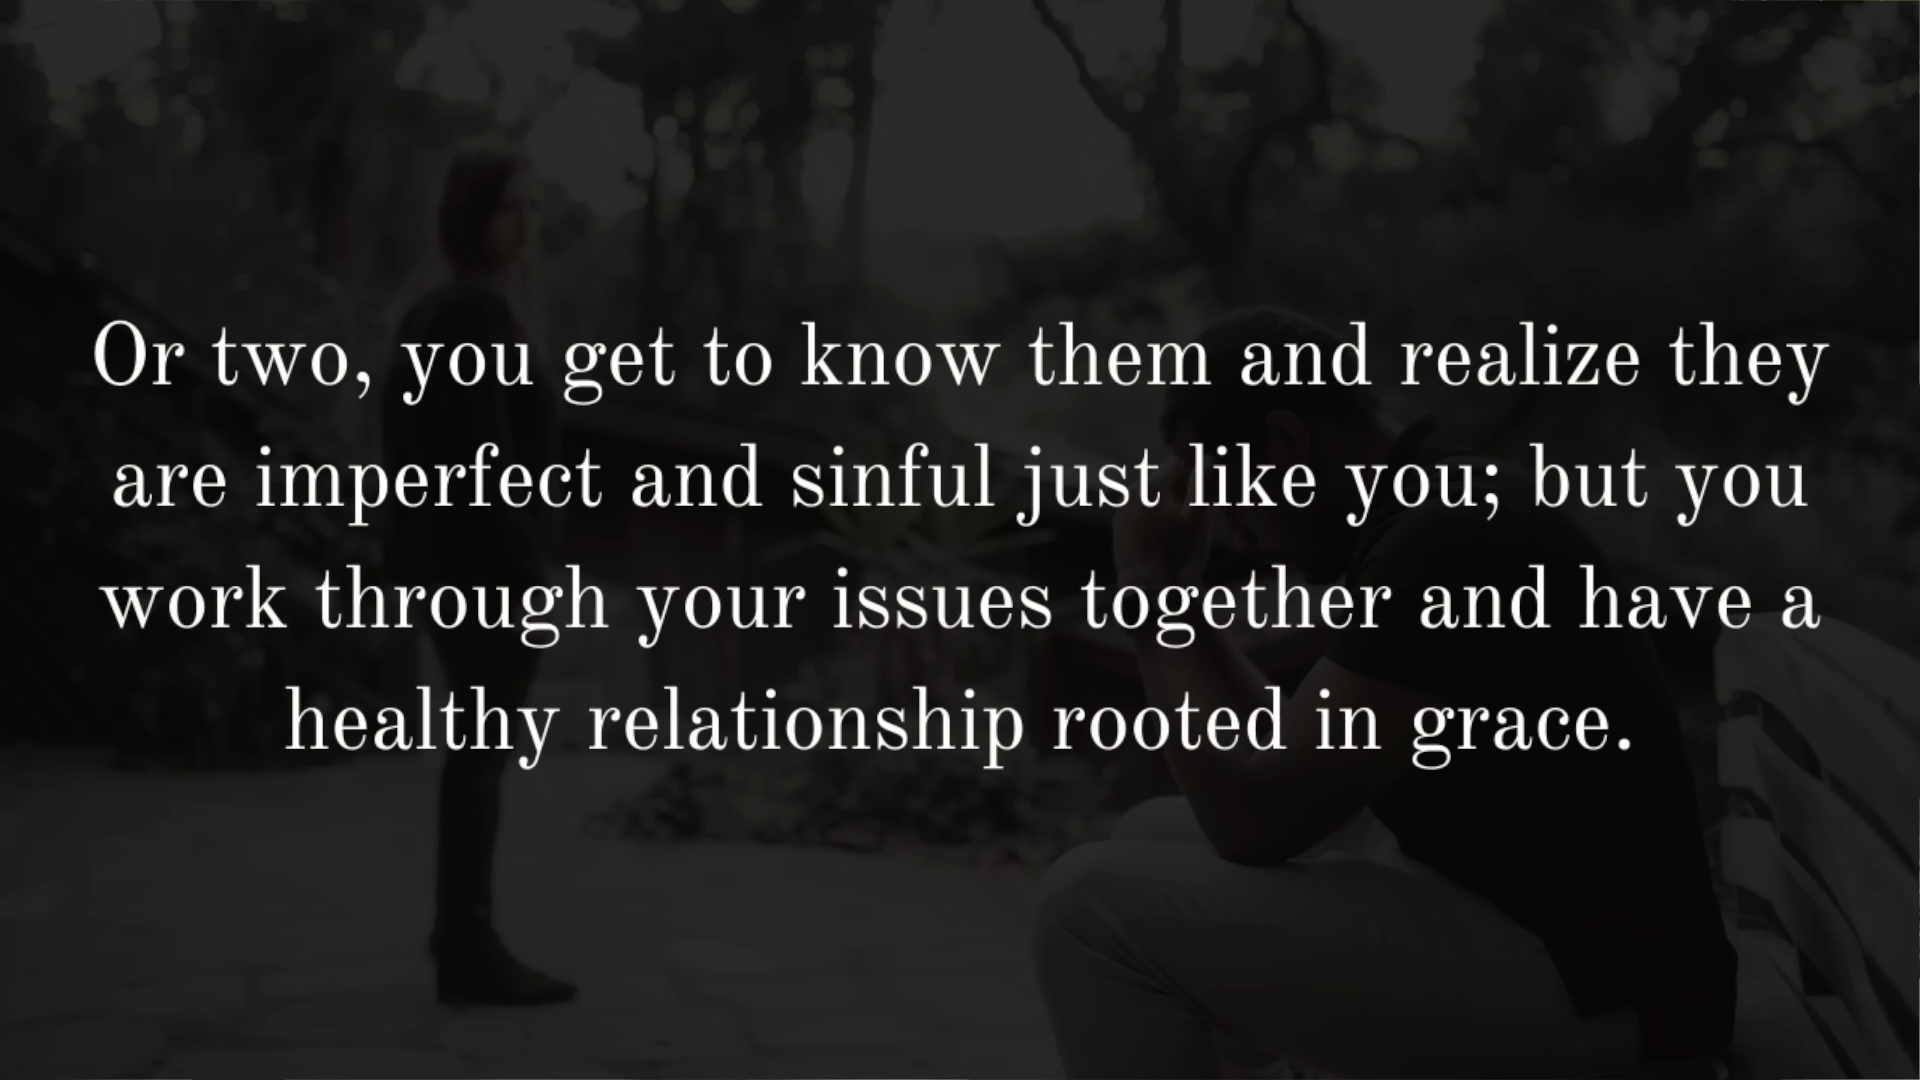 Or two, you get to know them and realize they
are imperfect and sinful just like you; but you
work through your issues together and have a
healthy relationship rooted in grace.